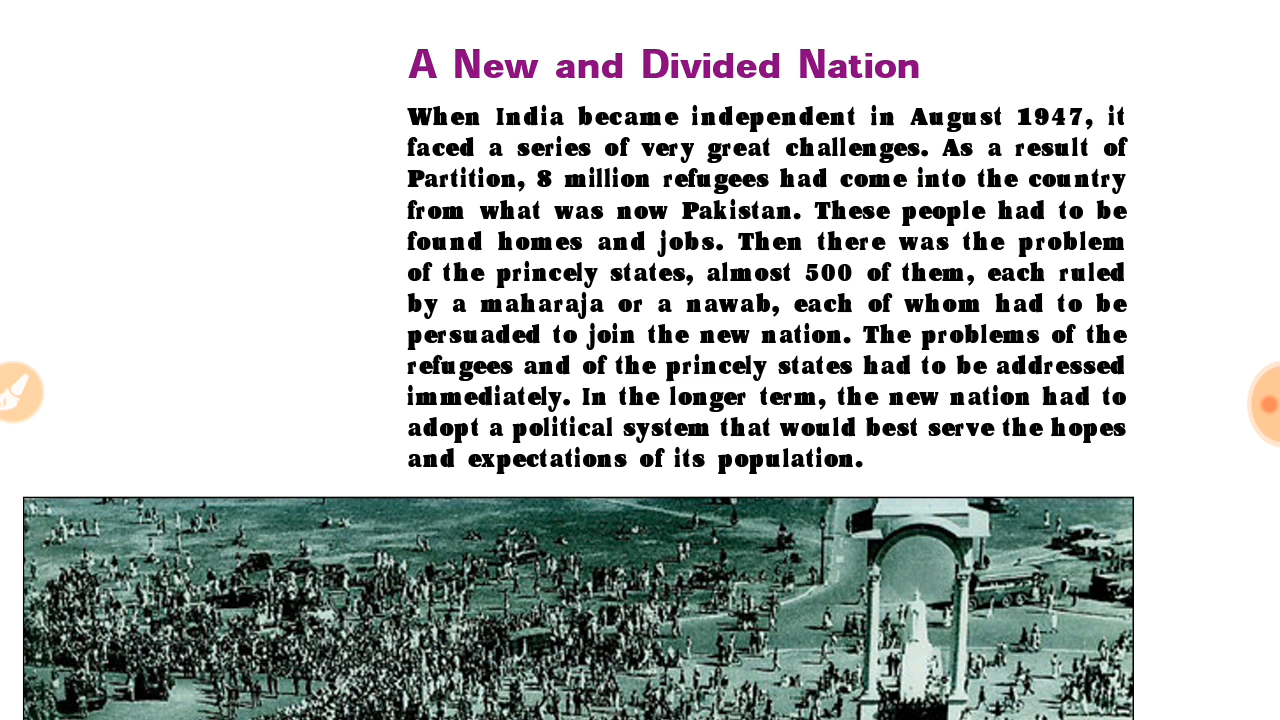 A New and Divided Nation
When India became independent in August 1947, it
faced a series of very great challenges. As a result of
Partition, 8 million refugees had come into the country
from what was now Pakistan. These people had to be
found homes and jobs. Then there was the problem
of the princely states, almost 500 of them, each ruled
by a maharaja or a nawab, each of whom had to be
persuaded to join the new nation. The problems of the
refugees and of the princely states had to be addressed
immediately. In the longer term, the new nation had to
adopt a political system that would best serve the hopes
and expectations of its population.